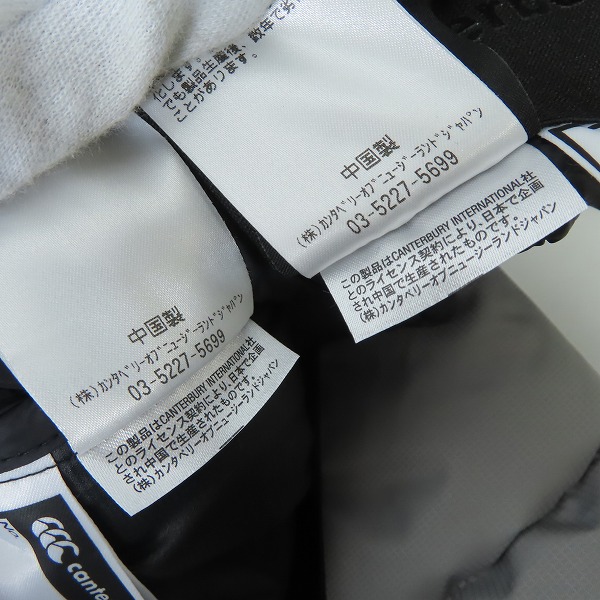 化します。
でも製品生産後、数年で劣
ことがあります。
中国製
(株)ｶﾝﾀﾍﾞﾘｰｵﾌﾞﾆｭｰｼﾞｰﾗﾝﾄﾞｼﾞｬﾊﾟﾝ
03-5227-5699
この製品はCANTERBURY INTERNATIONAL社
とのライセンス契約により、日本で企画
され中国で生産されたものです。
(株)カンタベリーオブニュージーランドジャパン
中国製
(株)ｶﾝﾀﾍﾞﾘｰｵﾌﾞﾆｭｰｼﾞｰﾗﾝﾄﾞｼﾞｬﾊﾟﾝ
03-5227-5699
この製品はCANTERBURY INTERNATIONAL社
とのライセンス契約により、日本で企画
され中国で生産されたものです。
(株)カンタベリーオブニュージーランドジャパン
cante